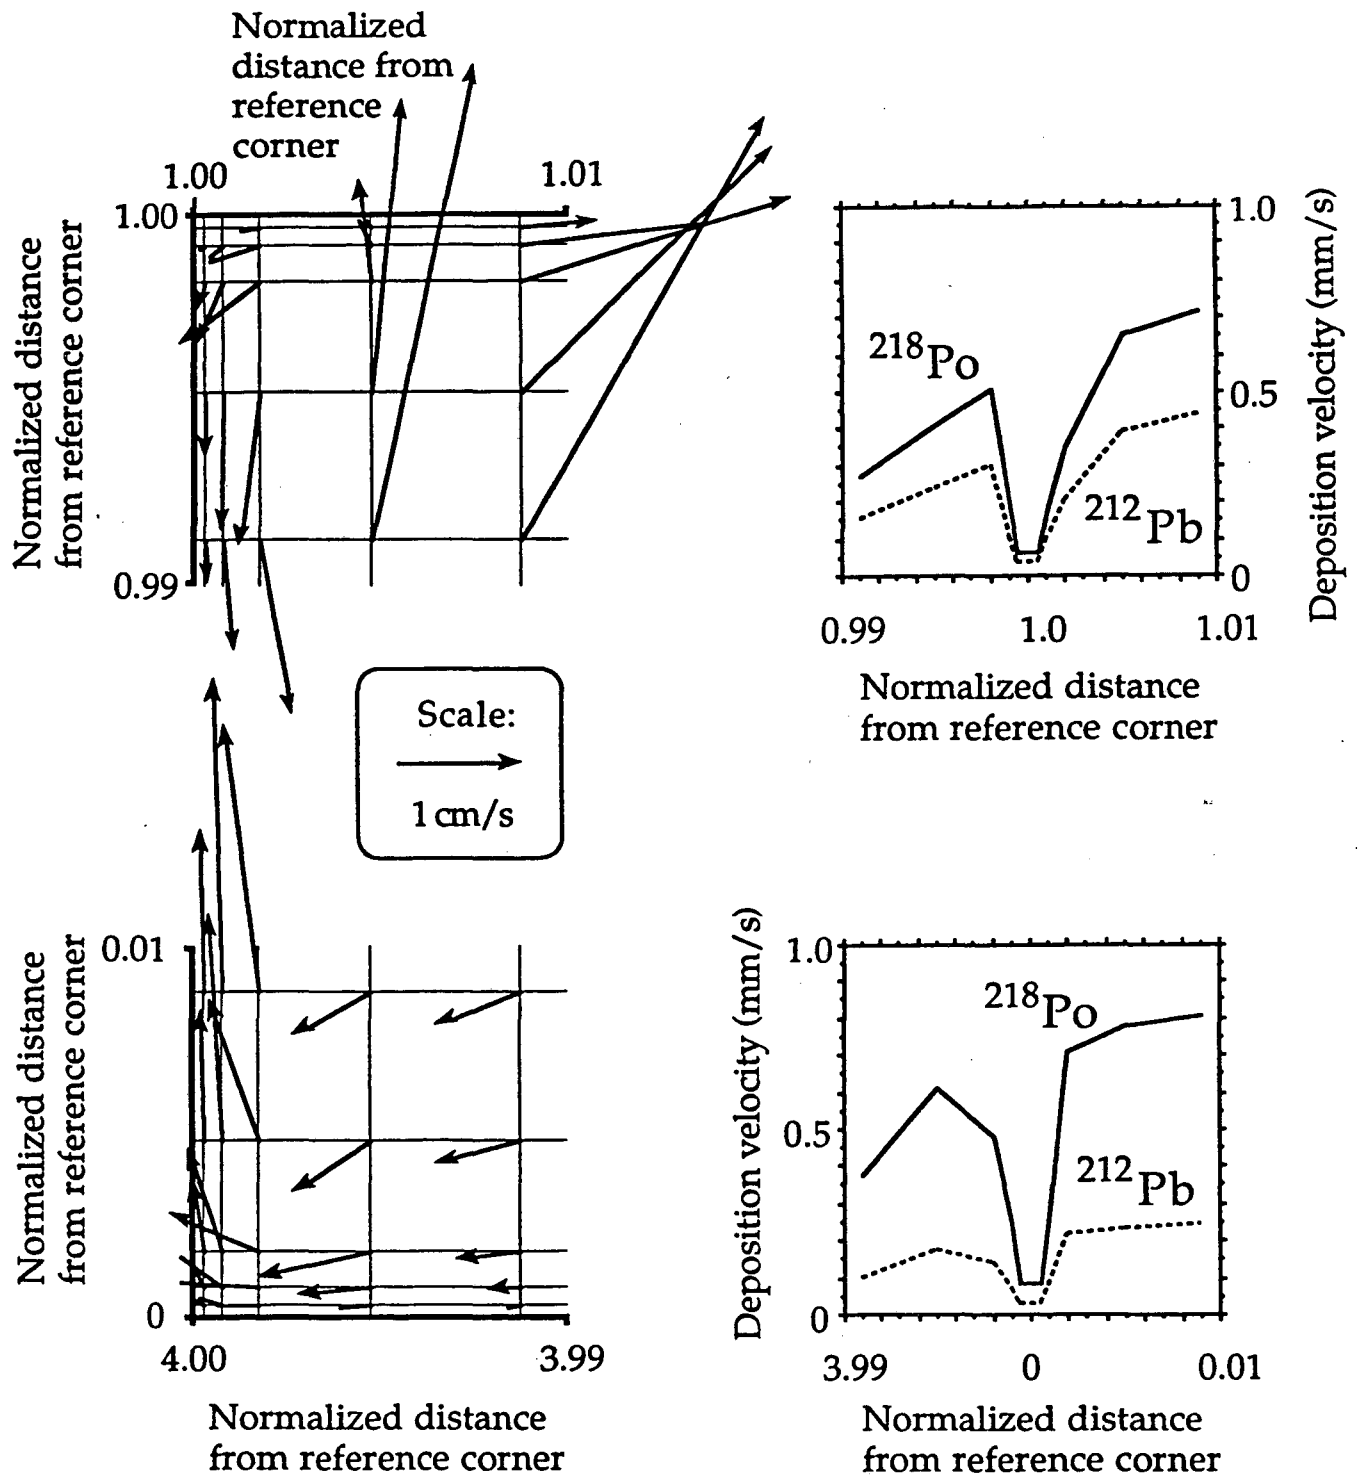 Normalized
distance from
reference
corner
1.00
1.01
1.00
0.99
Normalized distance
from reference corner
218Po
212Pb
1.0
0.5
0
Deposition velocity (mm/s)
0.99
1.0
1.01
Normalized distance
from reference corner
Scale:
1 cm/s
0.01
0
Normalized distance
from reference corner
4.00
3.99
Normalized distance
from reference corner
Deposition velocity (mm/s)
1.0
0.5
0
218Po
212Pb
3.99
0
0.01
Normalized distance
from reference corner